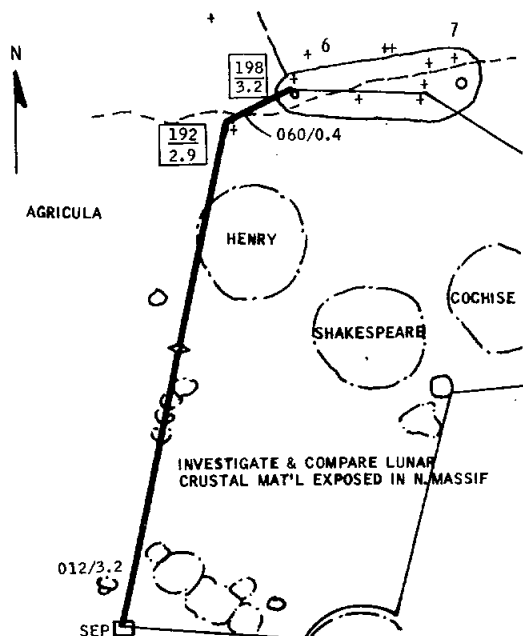 6
7
N
198
3.2
060/0.4
192
2.9
AGRICULA
HENRY
COCHISE
SHAKESPEARE
INVESTIGATE & COMPARE LUNAR
CRUSTAL MAT'L EXPOSED IN N.MASSIF
012/3.2
SEP